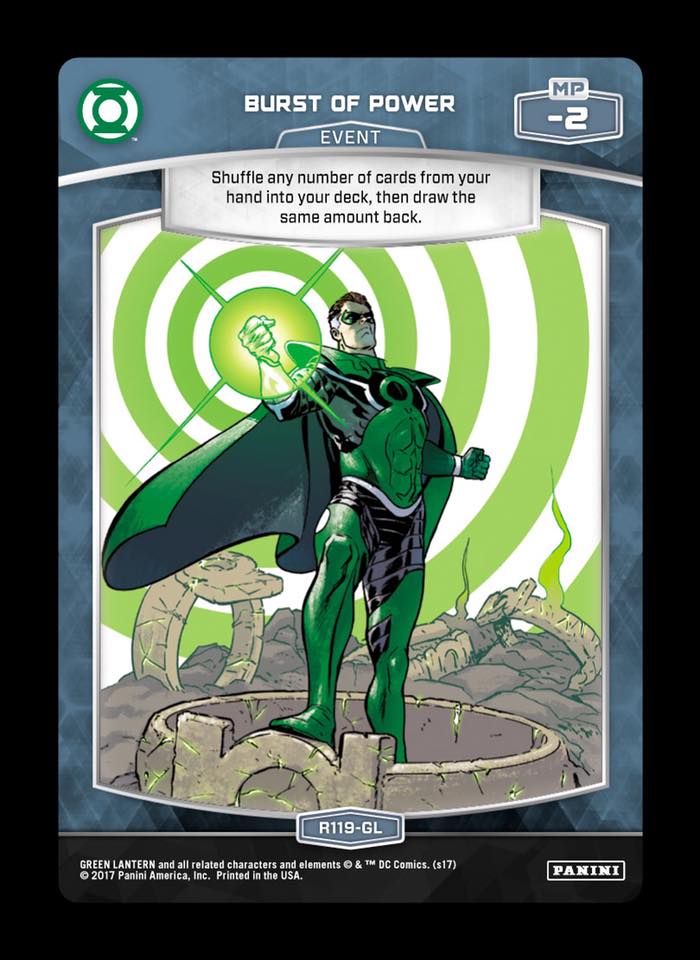 BURST OF POWER
MP
-2
EVENT
Shuffle any number of cards from your
hand into your deck, then draw the
same amount back.
R119-GL
GREEN LANTERN and all related characters and elements © & ™ DC Comics. (s17)
© 2017 Panini America, Inc. Printed in the USA.
PANINI